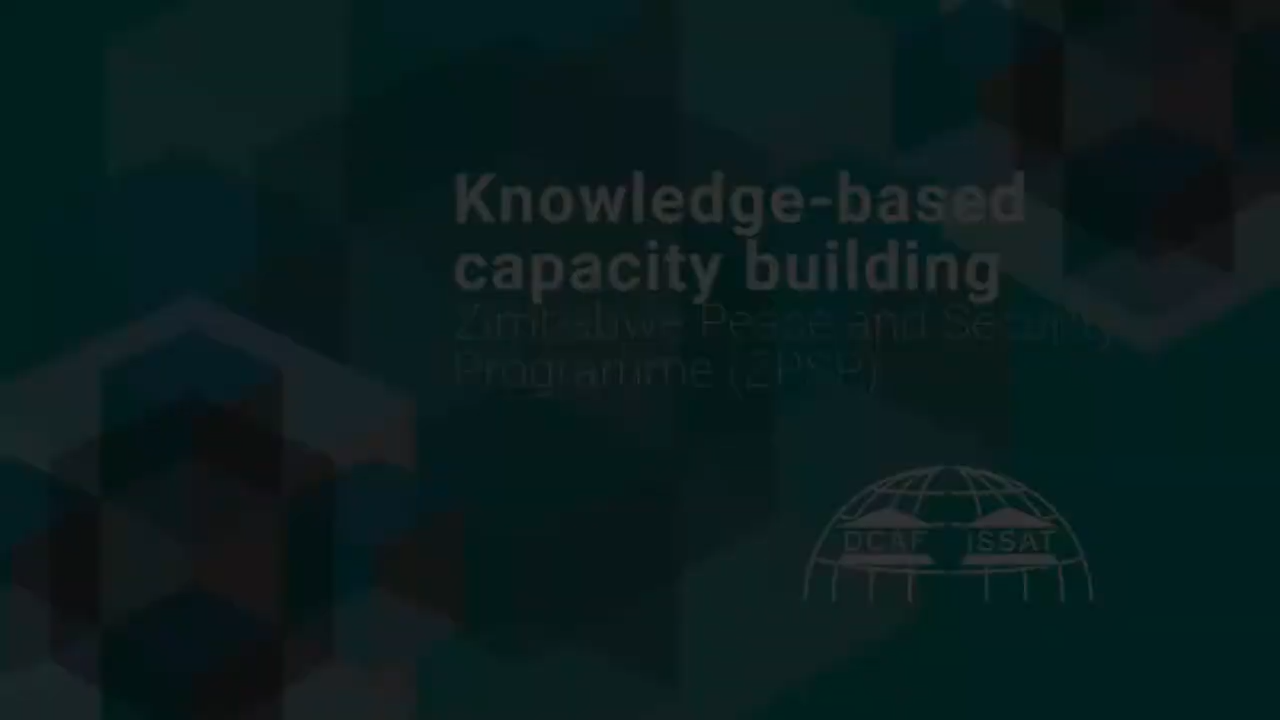 Knowledge-based
capacity building
Zimbabwe Peace and Security
Programme (ZPSP)
DCAF ISSAT